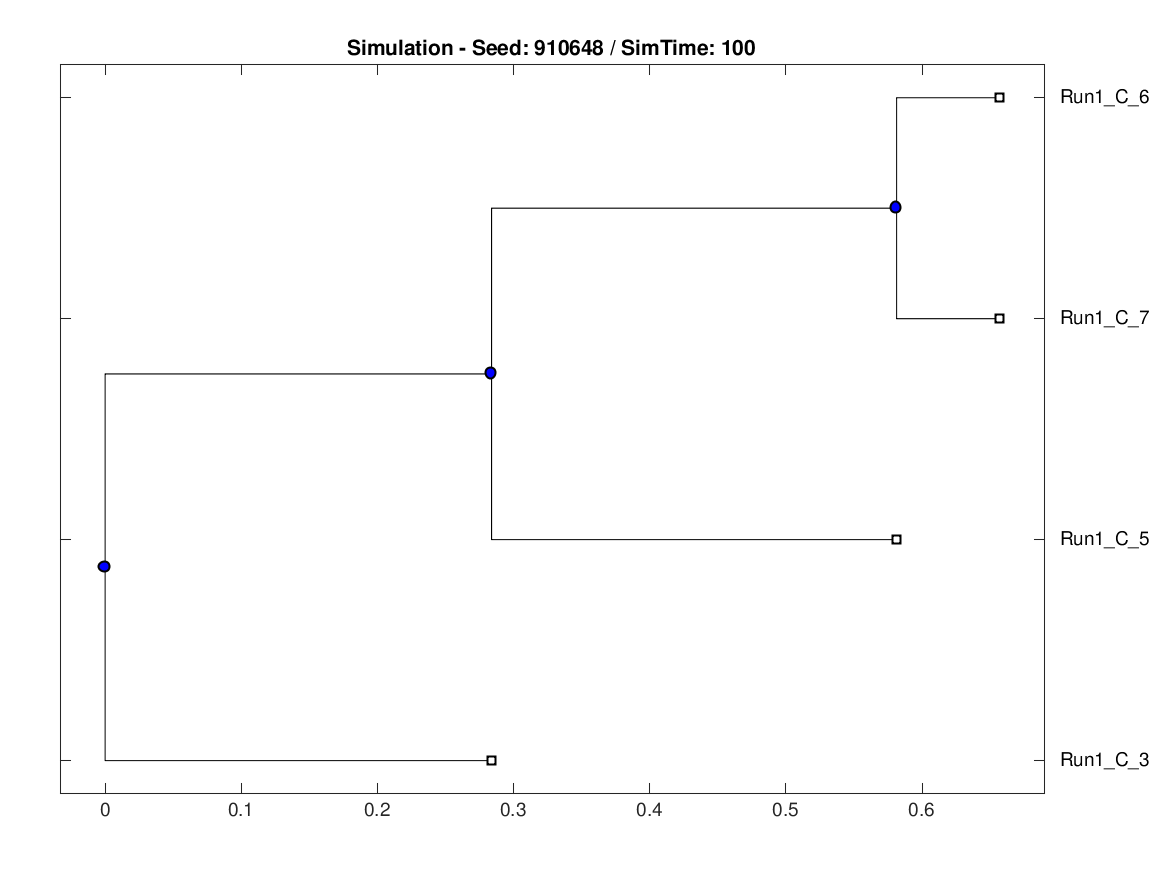 Simulation - Seed: 910648 / SimTime: 100
Run1_C_6
Run1_C_7
Run1_C_5
Run1_C_3
0 0.1 0.2 0.3 0.4 0.5 0.6